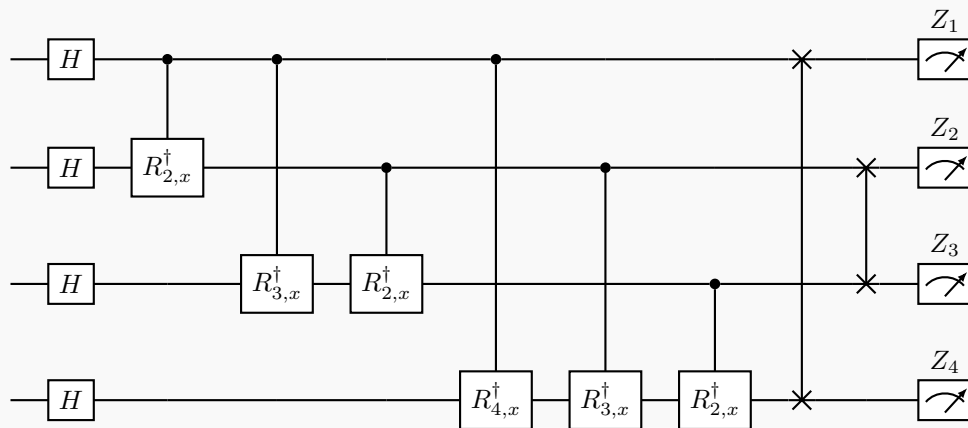 Z₁
H
Z₂
H R†₂,ₓ
Z₃
H R†₃,ₓ R†₂,ₓ
Z₄
H R†₄,ₓ R†₃,ₓ R†₂,ₓ